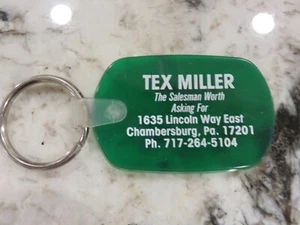 TEX MILLER
The Salesman Worth
Asking For
1635 Lincoln Way East
Chambersburg, Pa. 17201
Ph. 717-264-5104